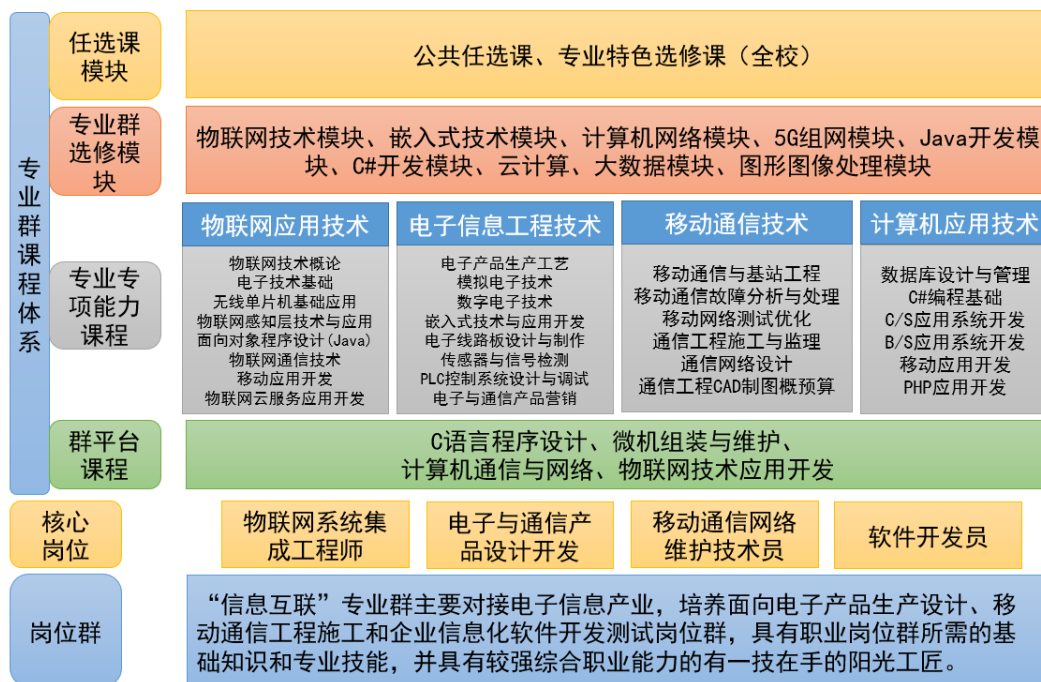 专业群课程体系
任选课
模块
公共任选课、专业特色选修课（全校）
专业群
选修模
块
物联网技术模块、嵌入式技术模块、计算机网络模块、5G组网模块、Java开发模
块、C#开发模块、云计算、大数据模块、图形图像处理模块
专业专
项能力
课程
物联网应用技术
物联网技术概论
电子技术基础
无线单片机基础应用
物联网感知层技术与应用
面向对象程序设计(Java)
物联网通信技术
移动应用开发
物联网云服务应用开发
电子信息工程技术
电子产品生产工艺
模拟电子技术
数字电子技术
嵌入式技术与应用开发
电子线路板设计与制作
传感器与信号检测
PLC控制系统设计与调试
电子与通信产品营销
移动通信技术
移动通信与基站工程
移动通信故障分析与处理
移动网络测试优化
通信工程施工与监理
通信网络设计
通信工程CAD制图概预算
计算机应用技术
数据库设计与管理
C#编程基础
C/S应用系统开发
B/S应用系统开发
移动应用开发
PHP应用开发
群平台
课程
C语言程序设计、微机组装与维护、
计算机通信与网络、物联网技术应用开发
核心
岗位
物联网系统集
成工程师
电子与通信产
品设计开发
移动通信网络
维护技术员
软件开发员
岗位群
“信息互联”专业群主要对接电子信息产业，培养面向电子产品生产设计、移
动通信工程施工和企业信息化软件开发测试岗位群，具有职业岗位群所需的基
础知识和专业技能，并具有较强综合职业能力的有一技在手的阳光工匠。